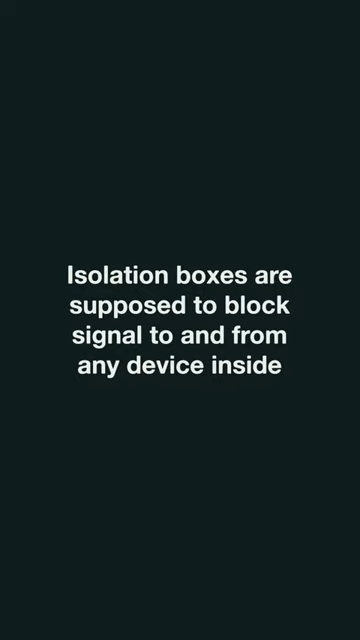 Isolation boxes are
supposed to block
signal to and from
any device inside